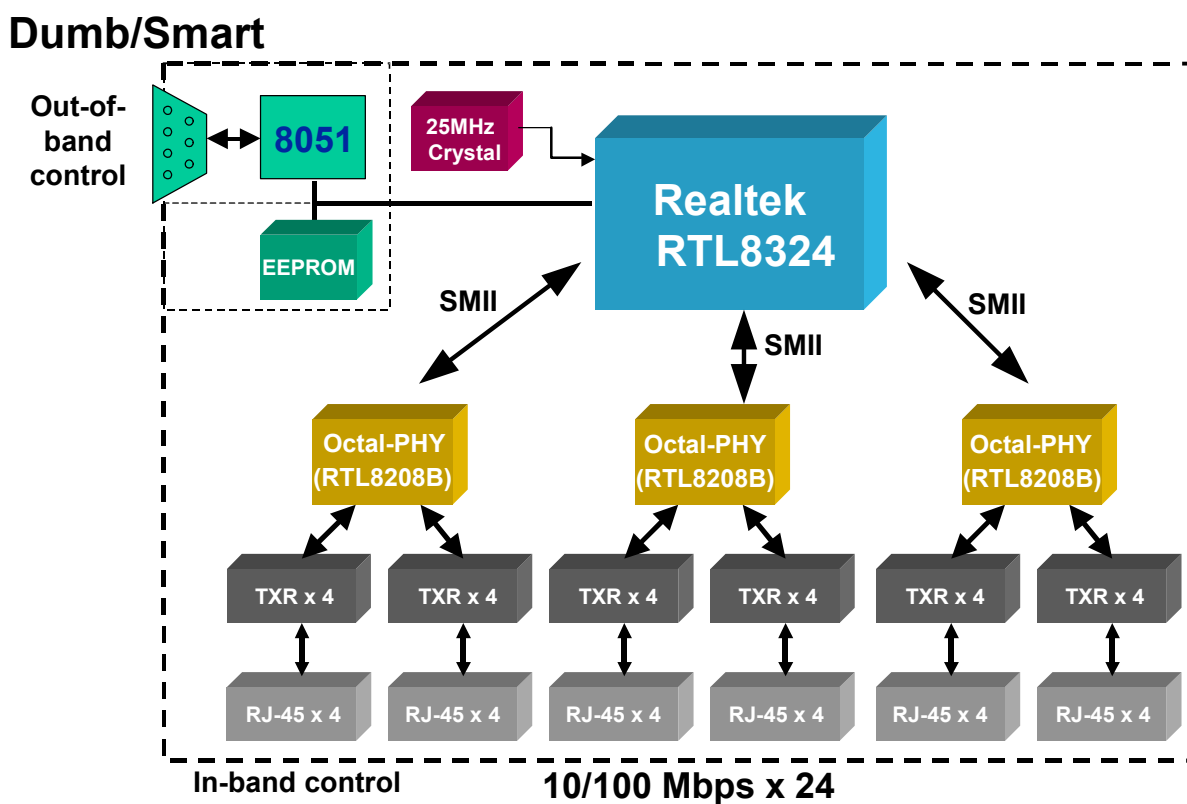 Dumb/Smart
Out-of-
band
control
8051
25MHz
Crystal
Realtek
RTL8324
EEPROM
SMII
SMII
SMII
Octal-PHY
(RTL8208B)
Octal-PHY
(RTL8208B)
Octal-PHY
(RTL8208B)
TXR x 4
TXR x 4
TXR x 4
TXR x 4
TXR x 4
TXR x 4
RJ-45 x 4
RJ-45 x 4
RJ-45 x 4
RJ-45 x 4
RJ-45 x 4
RJ-45 x 4
In-band control
10/100 Mbps x 24